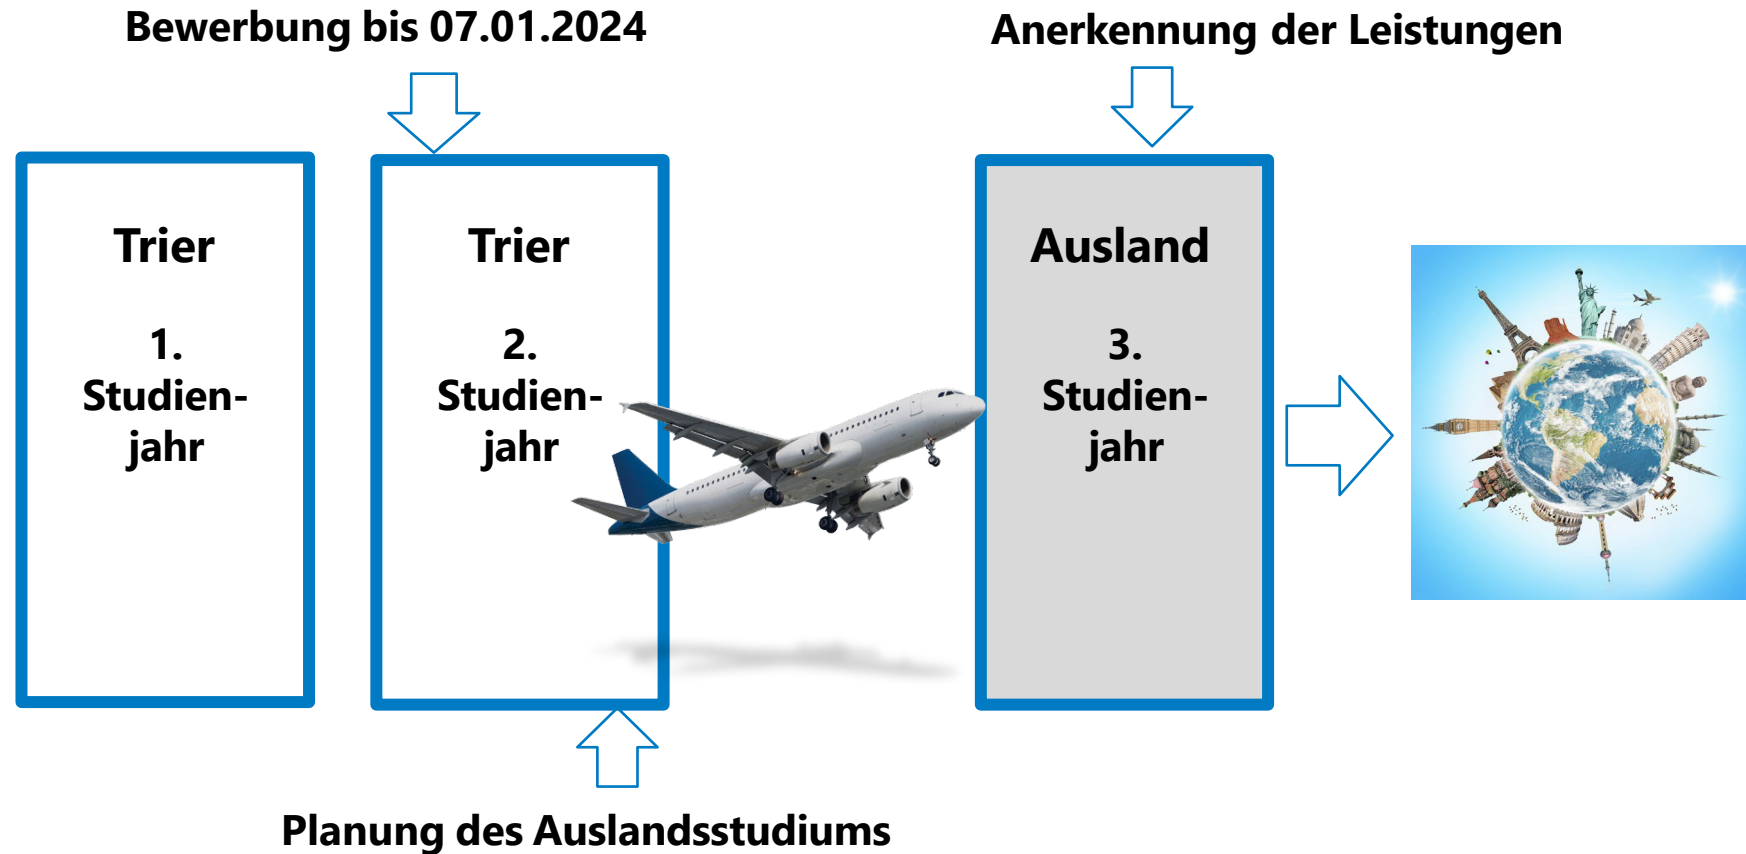 Bewerbung bis 07.01.2024
Anerkennung der Leistungen
Trier
1.
Studien-
jahr
Trier
2.
Studien-
jahr
Ausland
3.
Studien-
jahr
Planung des Auslandsstudiums